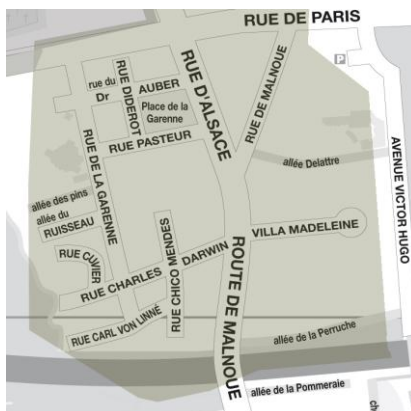 RUE DE PARIS
P
rue du
Dr
AUBER
RUE DIDEROT
Place de la
Garenne
RUE D'ALSACE
RUE DE MALNOUE
RUE PASTEUR
allée Delattre
AVENUE VICTOR HUGO
RUE DE LA GARENNE
allée des pins
allée du
RUISSEAU
RUE CUVIER
RUE CHICO MENDES
RUE CHARLES DARWIN
VILLA MADELEINE
ROUTE DE MALNOUE
RUE CARL VON LINNÉ
allée de la Perruche
allée de la Pommeraie
ch